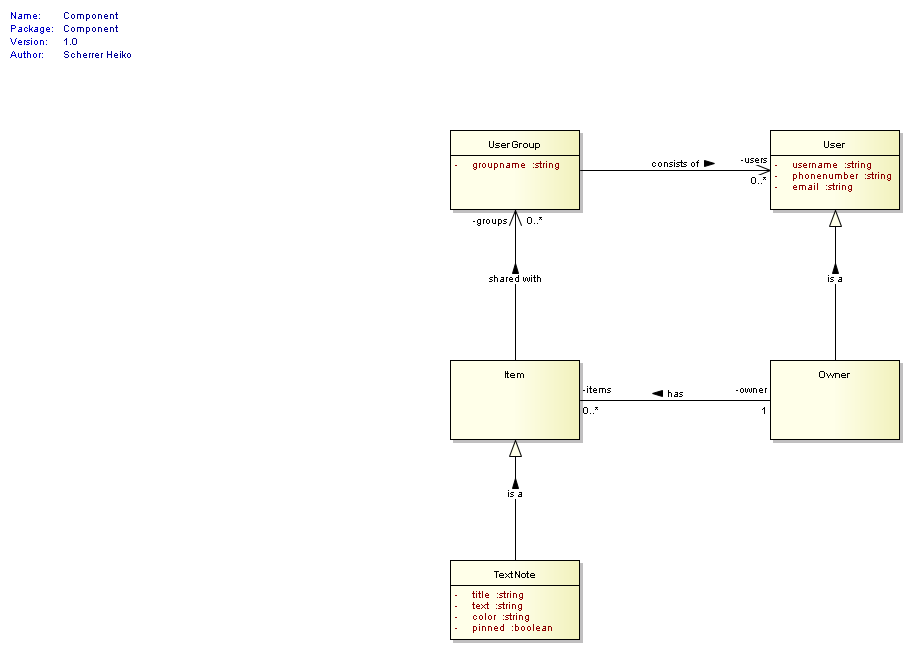 Name: Component
Package: Component
Version: 1.0
Author: Scherrer Heiko
UserGroup
- groupname :string
consists of
-users
0..*
User
- username :string
- phonenumber :string
- email :string
-groups 0..*
shared with
is a
Item
-items
0..*
has
-owner
1
Owner
is a
TextNote
- title :string
- text :string
- color :string
- pinned :boolean